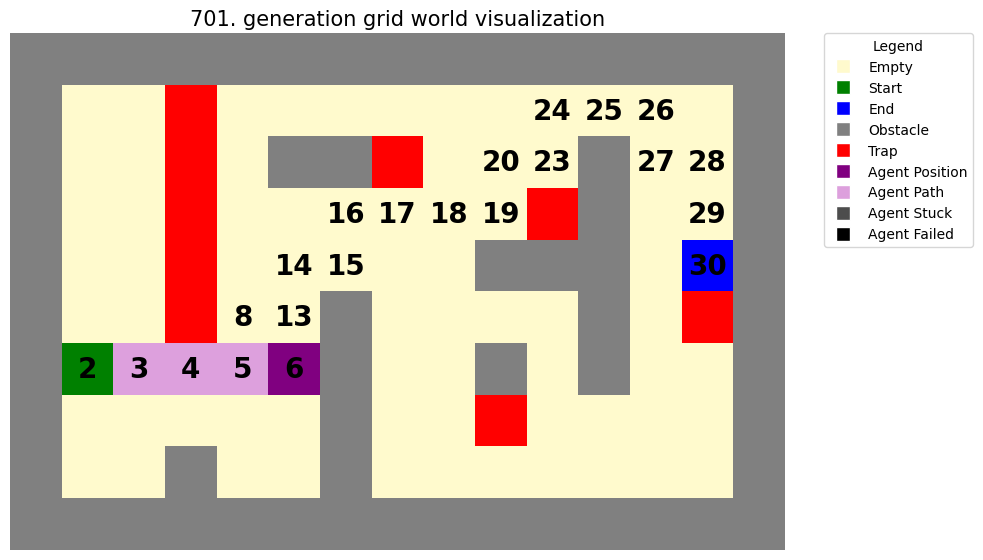 701. generation grid world visualization
Legend
Empty
Start
End
Obstacle
Trap
Agent Position
Agent Path
Agent Stuck
Agent Failed
24 25 26
20 23 27 28
16 17 18 19 29
14 15 30
8 13
2 3 4 5 6